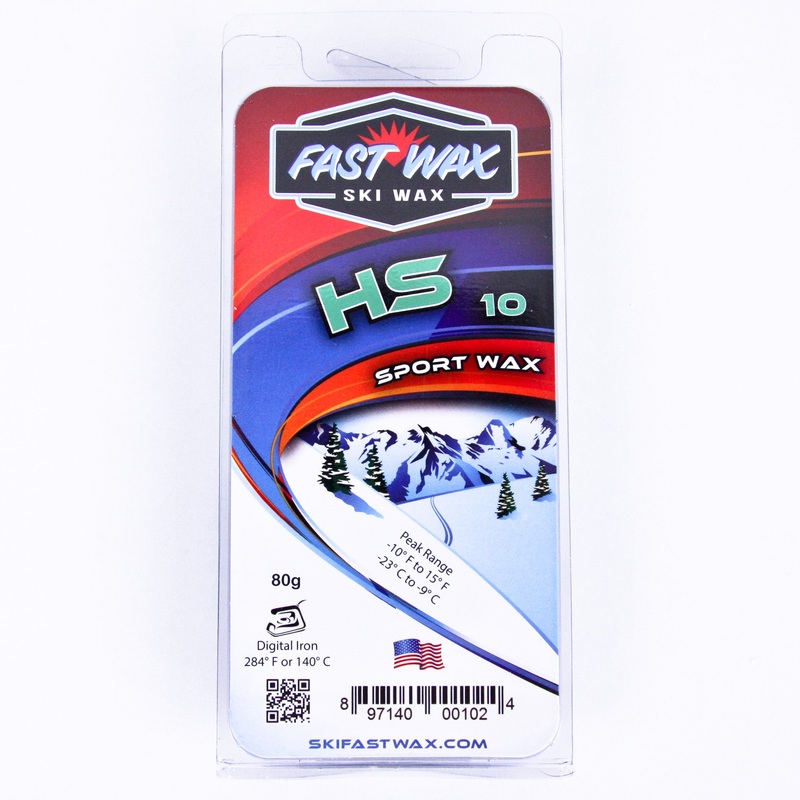 FAST WAX
SKI WAX
HS 10
SPORT WAX
Peak Range
-10° F to 15° F
-23° C to -9° C
80g
Digital Iron
284° F or 140° C
8 97140 00102 4
SKIFASTWAX.COM